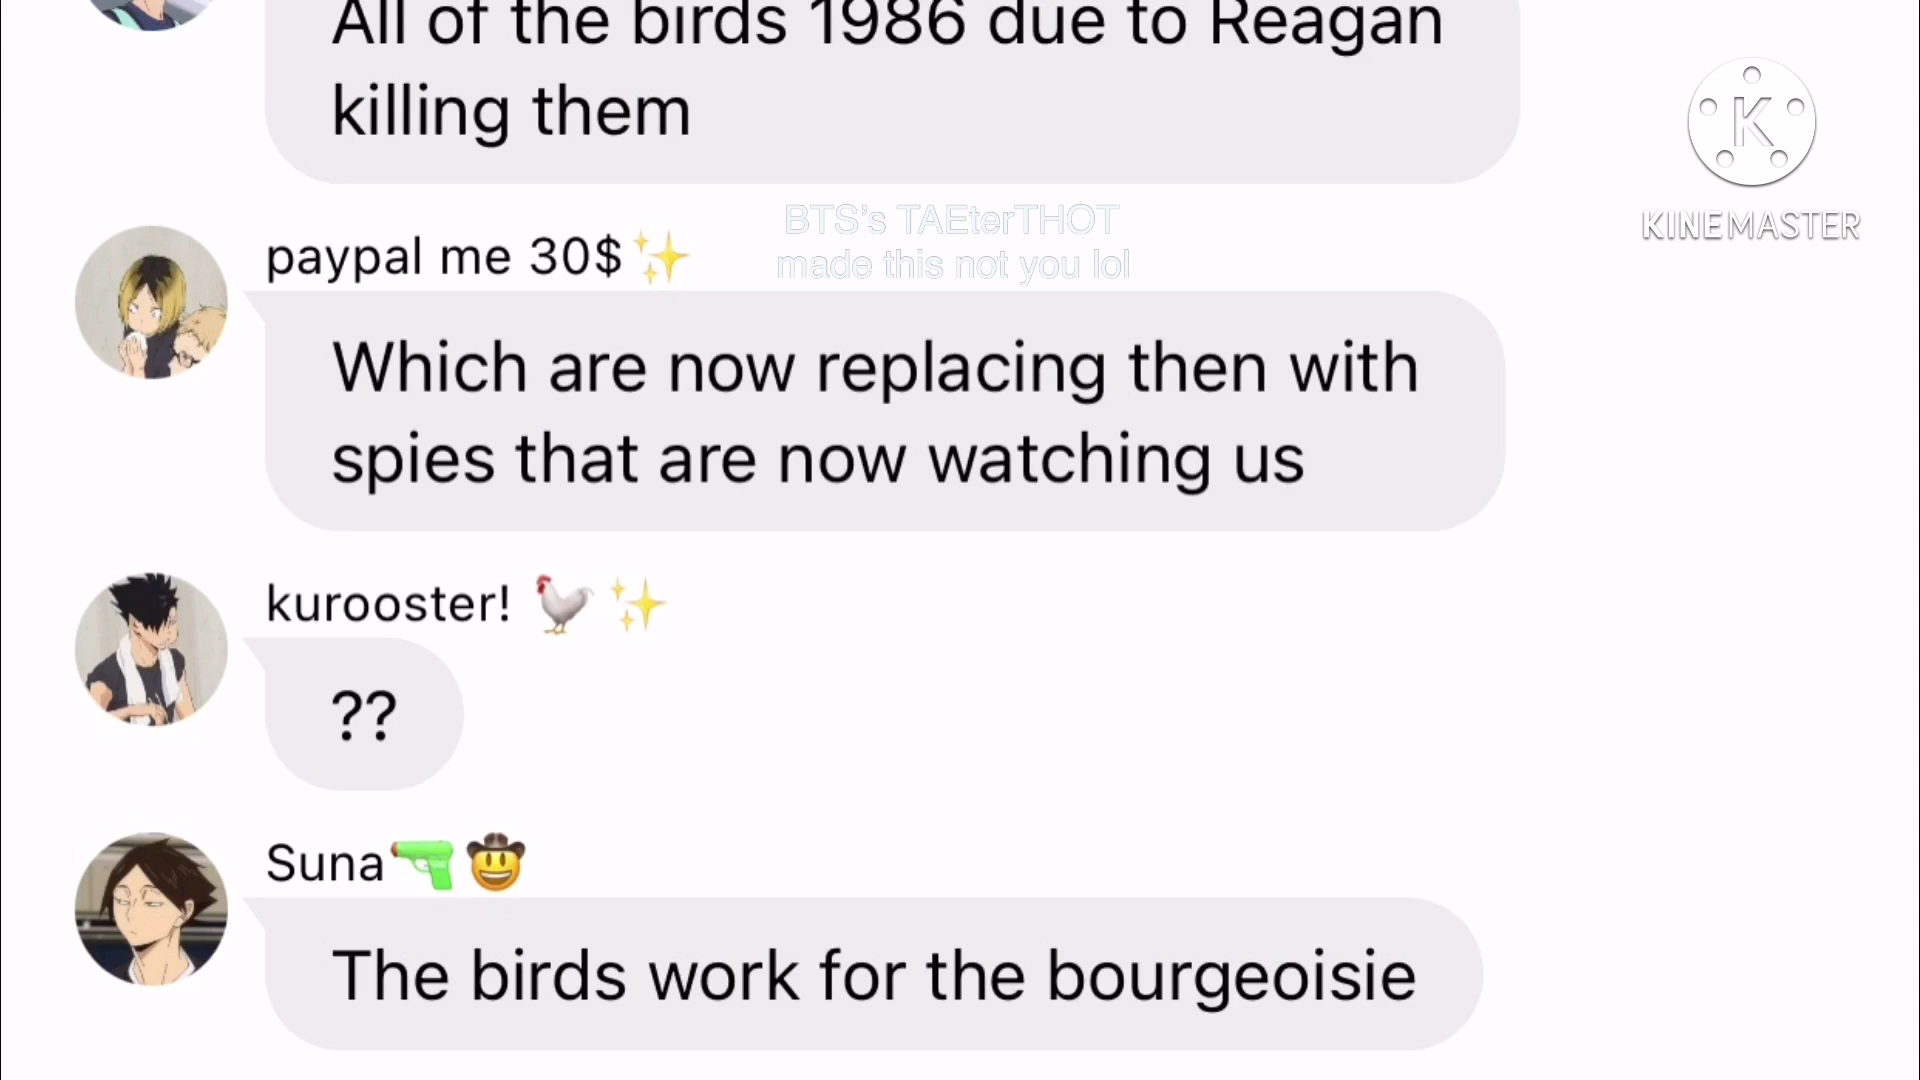 All of the birds 1986 due to Reagan
killing them
BTS's TAEterTHOT
made this not you lol
K
KINEMASTER
paypal me 30$✨
Which are now replacing then with
spies that are now watching us
kurooster! 🐓✨
??
Suna🔫🤠
The birds work for the bourgeoisie